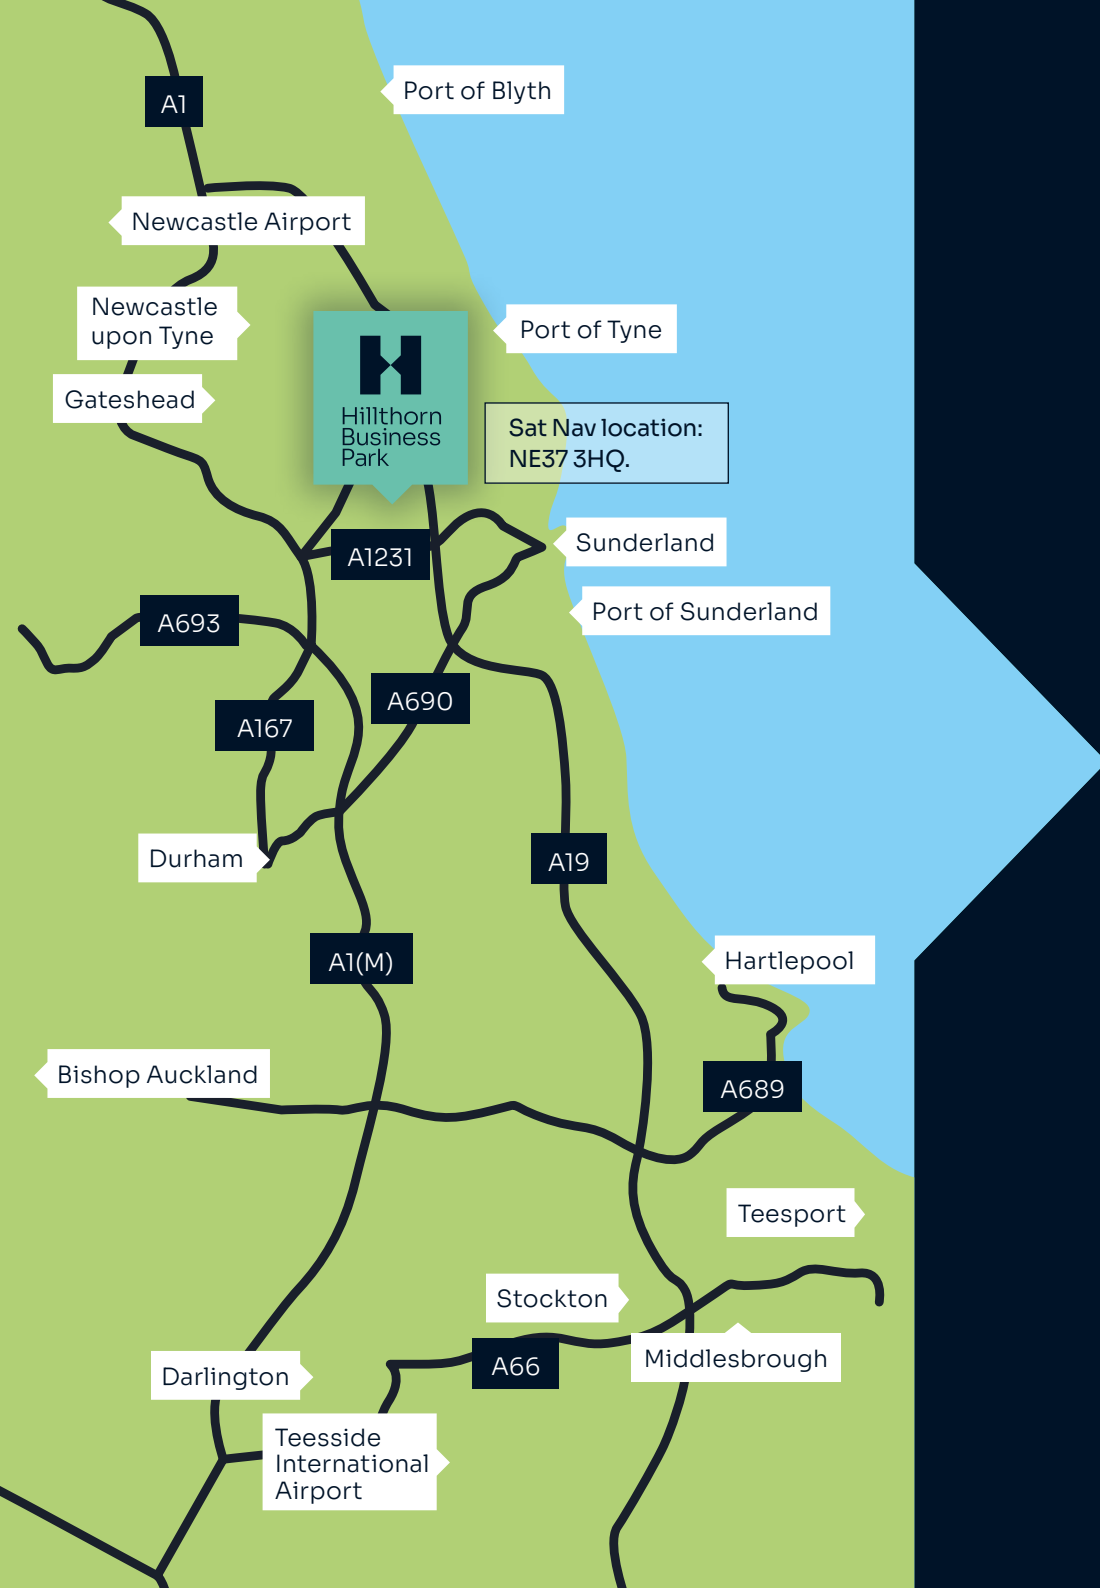 Port of Blyth
A1
Newcastle Airport
Newcastle
upon Tyne
Port of Tyne
Gateshead
Hillthorn
Business
Park
Sat Nav location:
NE37 3HQ.
Sunderland
A1231
Port of Sunderland
A693
A690
A167
Durham
A19
A1(M)
Hartlepool
Bishop Auckland
A689
Teesport
Stockton
Middlesbrough
A66
Darlington
Teesside
International
Airport